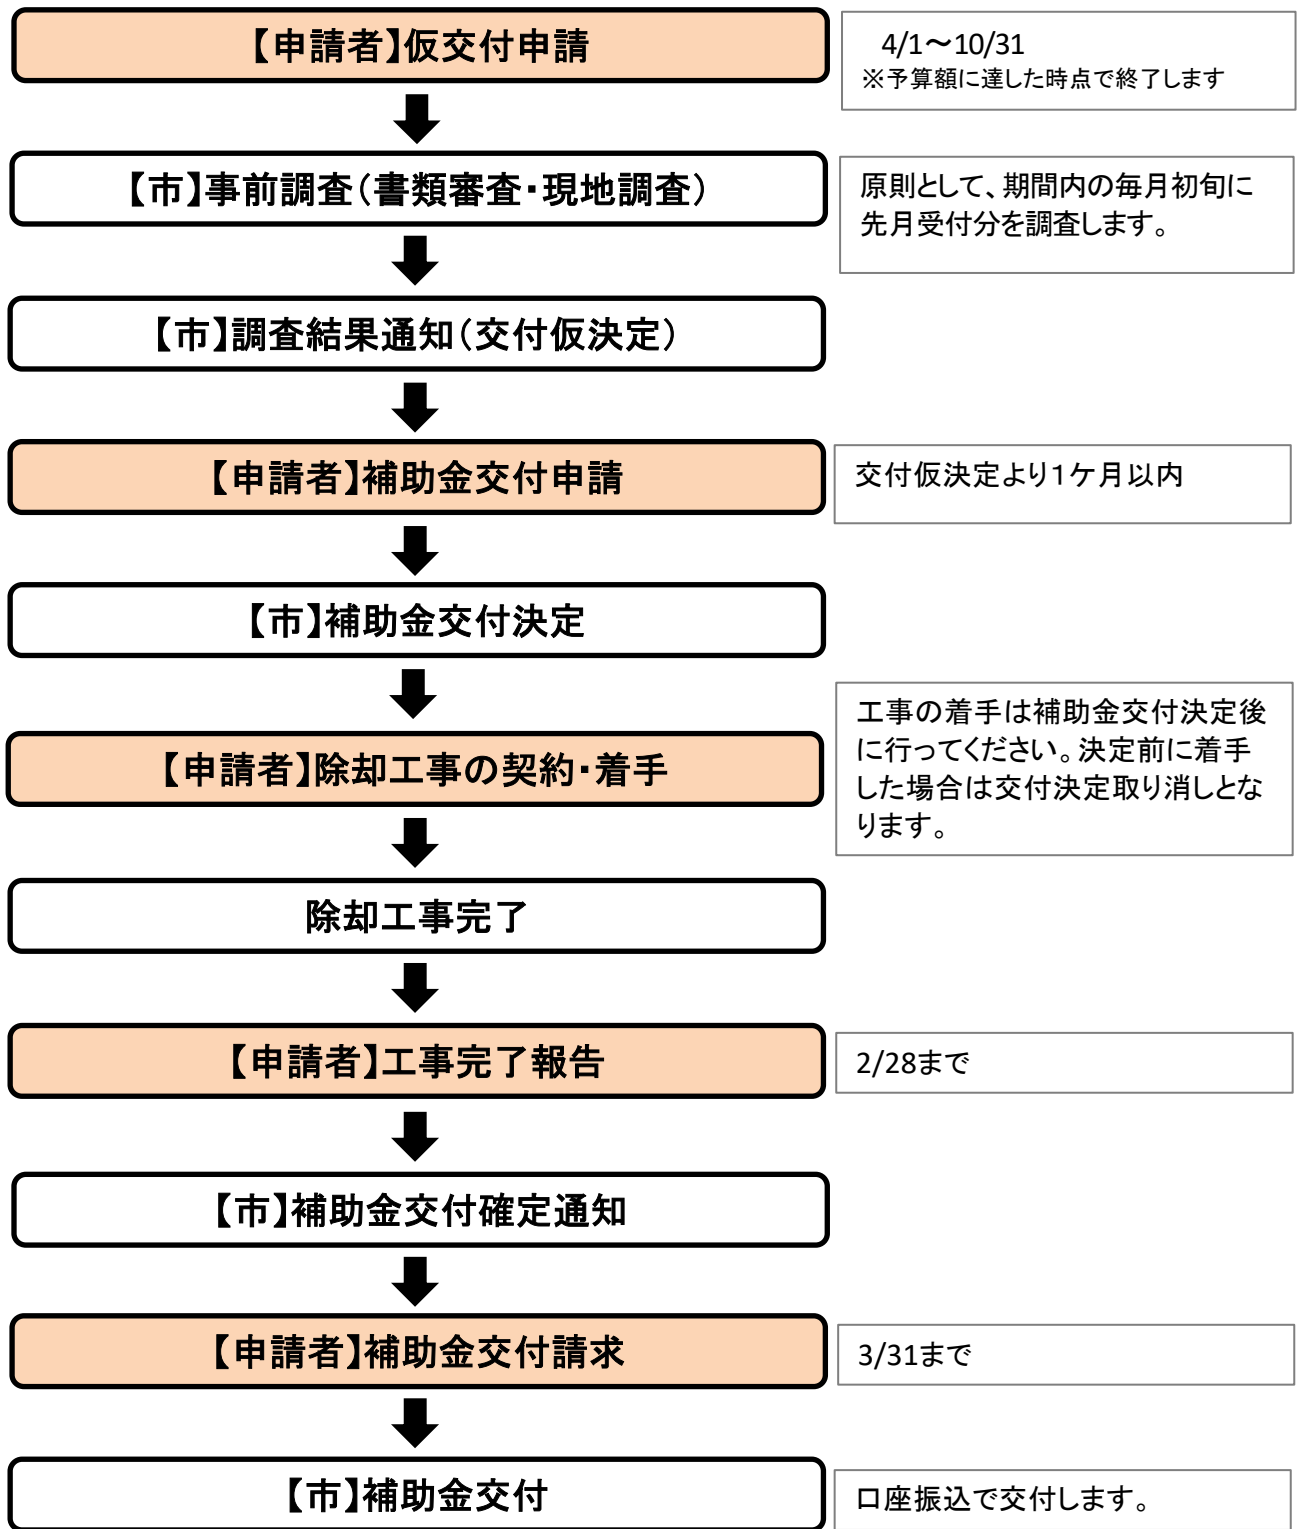 【申請者】仮交付申請
4/1～10/31
※予算額に達した時点で終了します
【市】事前調査（書類審査・現地調査）
原則として、期間内の毎月初旬に
先月受付分を調査します。
【市】調査結果通知（交付仮決定）
【申請者】補助金交付申請
交付仮決定より1ケ月以内
【市】補助金交付決定
【申請者】除却工事の契約・着手
工事の着手は補助金交付決定後
に行ってください。決定前に着手
した場合は交付決定取り消しとな
ります。
除却工事完了
【申請者】工事完了報告
2/28まで
【市】補助金交付確定通知
【申請者】補助金交付請求
3/31まで
【市】補助金交付
口座振込で交付します。